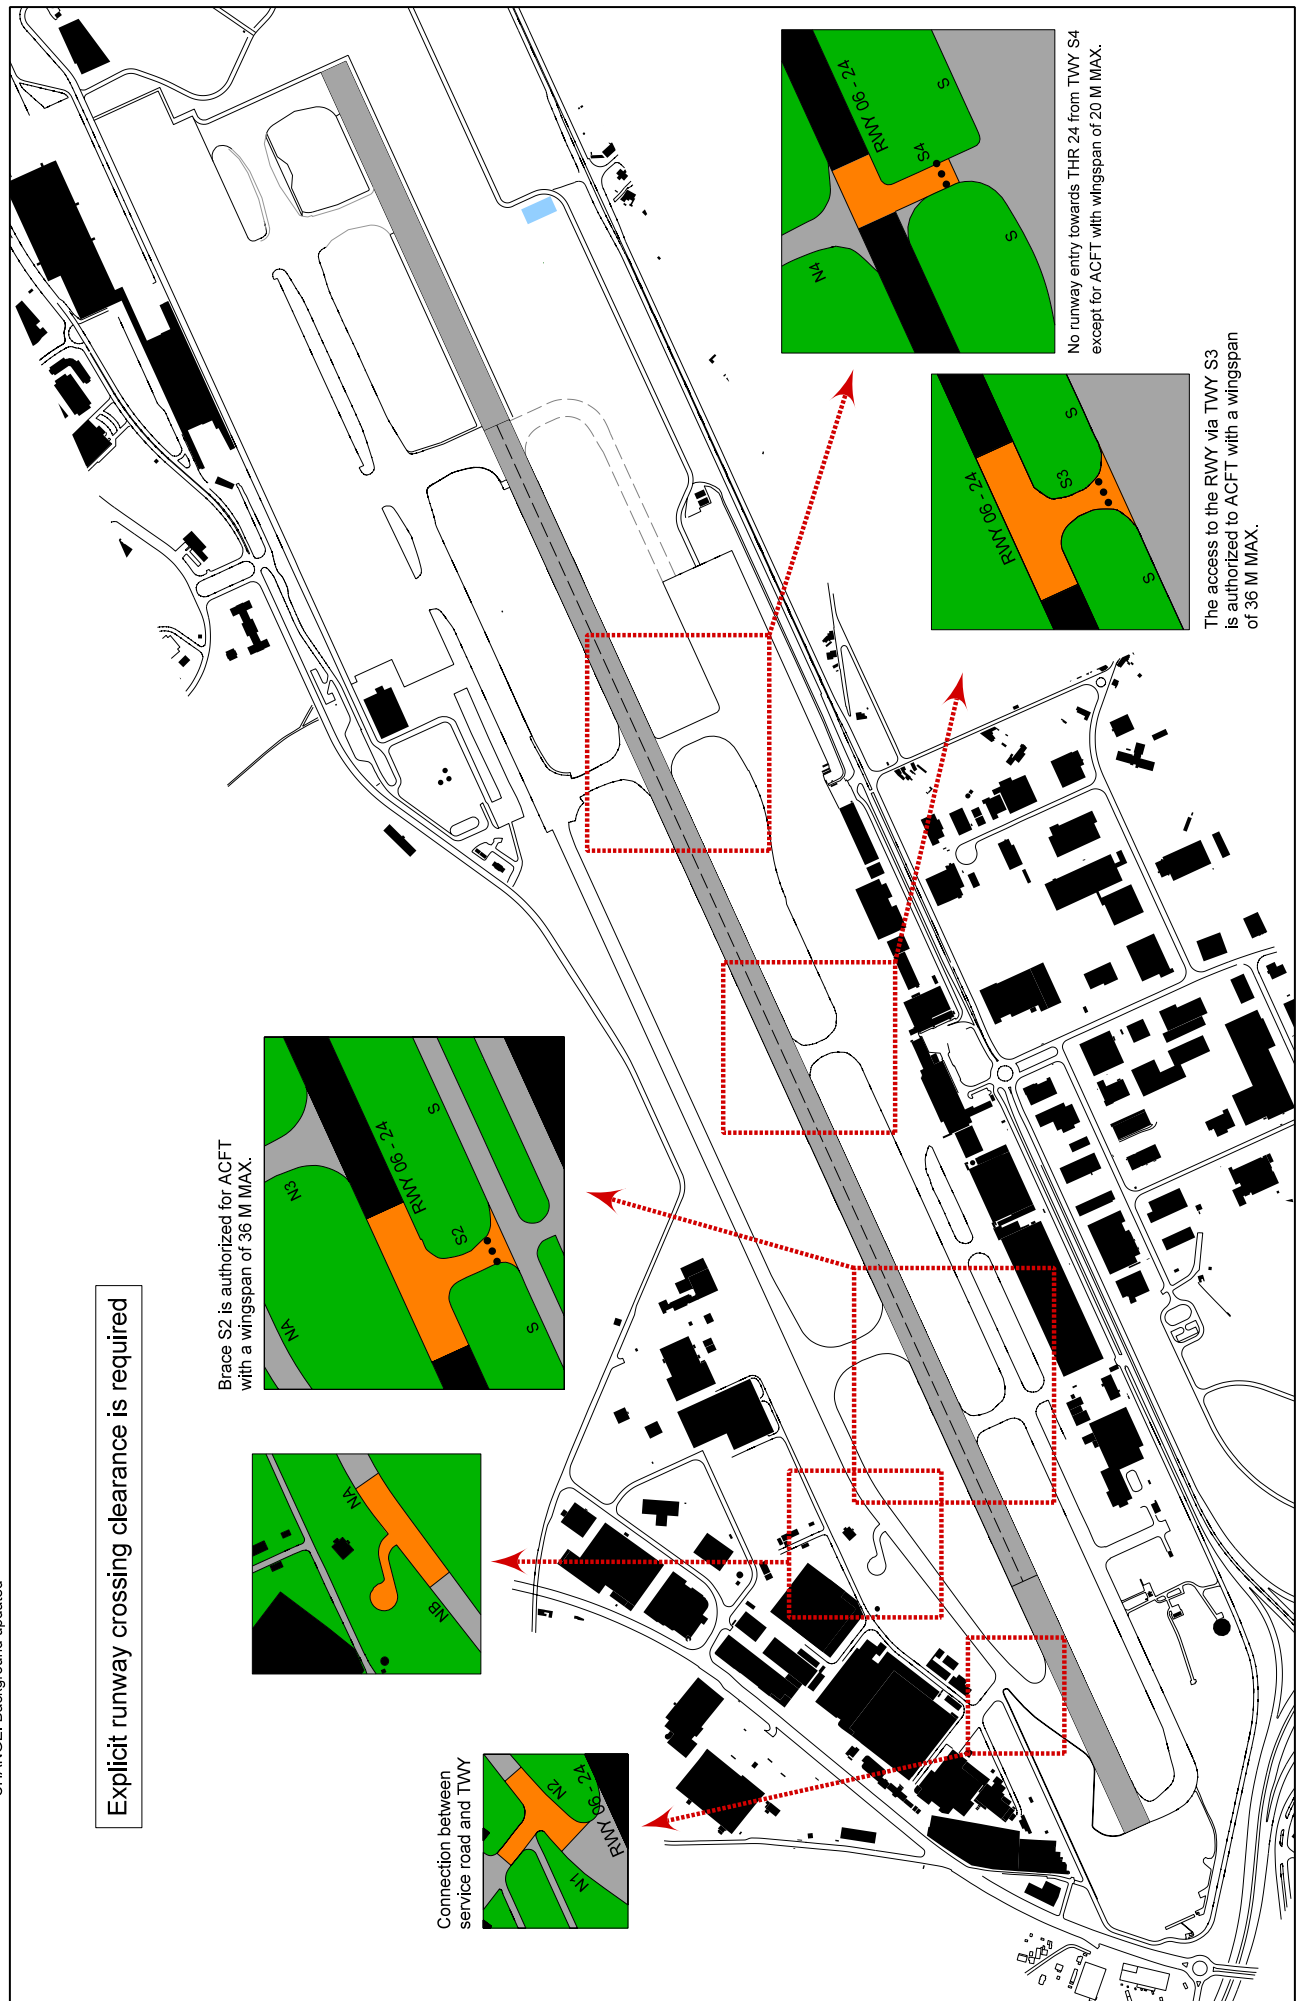 Explicit runway crossing clearance is required
Connection between
service road and TWY
N2
N1
RWY 06 - 24
NA
NB
Brace S2 is authorized for ACFT
with a wingspan of 36 M MAX.
NA
N3
RWY 06 - 24
S2
S
S
The access to the RWY via TWY S3
is authorized to ACFT with a wingspan
of 36 M MAX.
RWY 06 - 24
S3
S
S
No runway entry towards THR 24 from TWY S4
except for ACFT with wingspan of 20 M MAX.
RWY 06 - 24
N4
S4
S
S